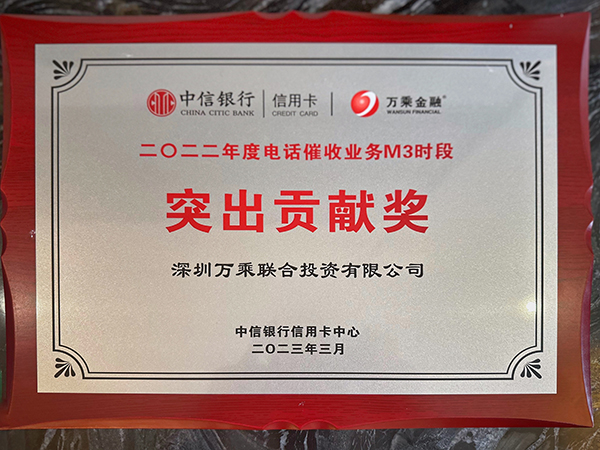 中信银行 信用卡 万乘金融®
CHINA CITIC BANK CREDIT CARD WANSUN FINANCIAL
二〇二二年度电话催收业务M3时段
突出贡献奖
深圳万乘联合投资有限公司
中信银行信用卡中心
二〇二三年三月